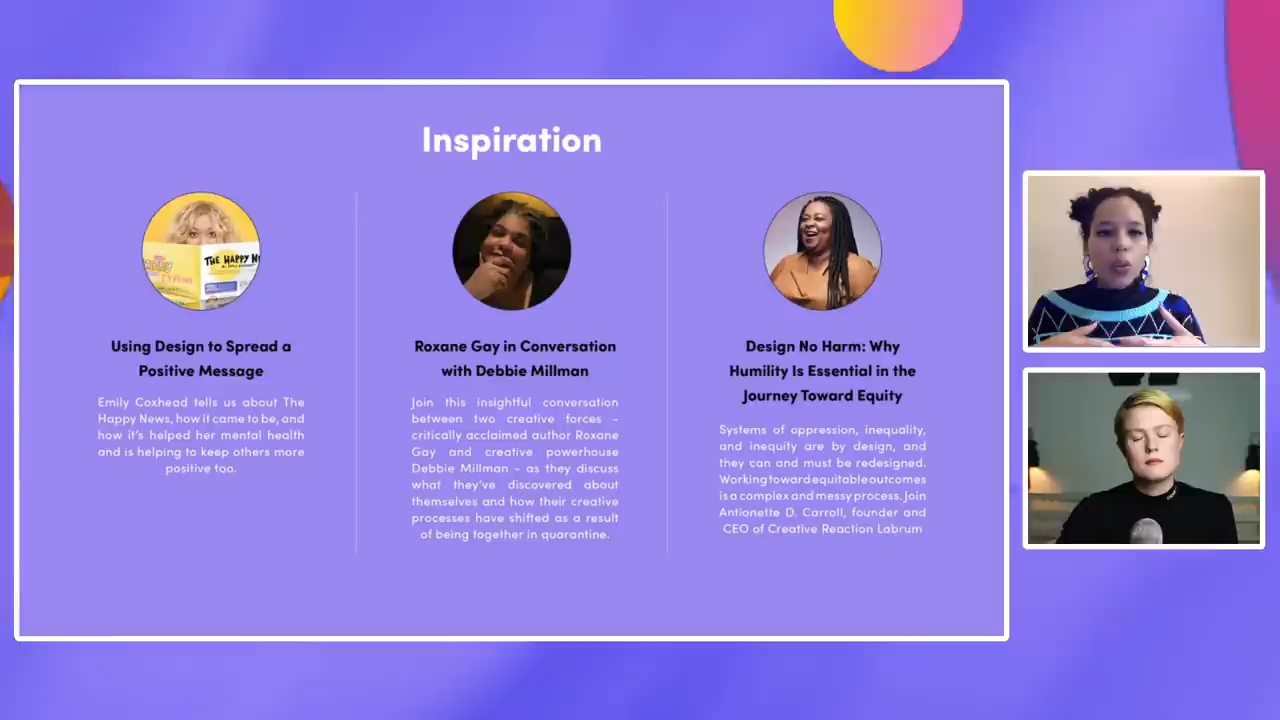 Inspiration
THE HAPPY N
Using Design to Spread a
Positive Message
Emily Coxhead tells us about The
Happy News, how it came to be, and
how it's helped her mental health
and is helping to keep others more
positive too.
Roxane Gay in Conversation
with Debbie Millman
Join this insightful conversation
between two creative forces –
critically acclaimed author Roxane
Gay and creative powerhouse
Debbie Millman – as they discuss
what they've discovered about
themselves and how their creative
processes have shifted as a result
of being together in quarantine.
Design No Harm: Why
Humility Is Essential in the
Journey Toward Equity
Systems of oppression, inequality,
and inequity are by design, and
they can and must be redesigned.
Working toward equitable outcomes
is a complex and messy process. Join
Antionette D. Carroll, founder and
CEO of Creative Reaction Labrum